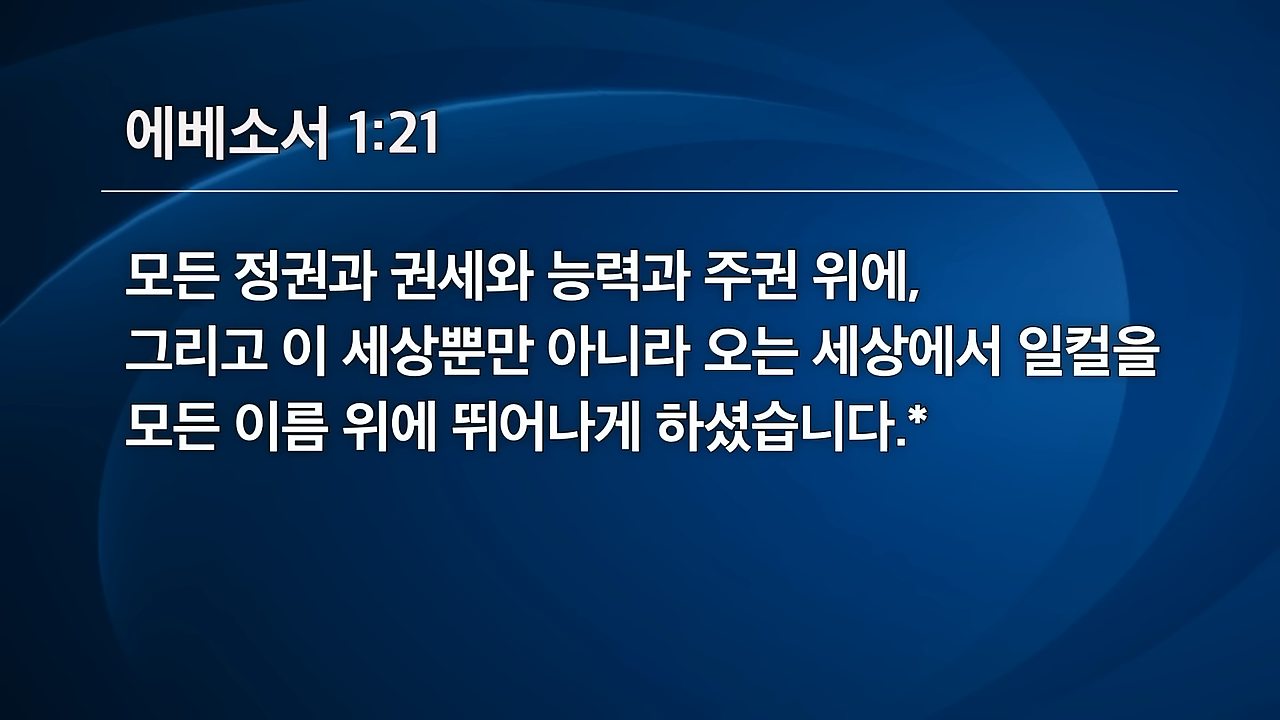 에베소서 1:21
모든 정권과 권세와 능력과 주권 위에,
그리고 이 세상뿐만 아니라 오는 세상에서 일컬을
모든 이름 위에 뛰어나게 하셨습니다.*